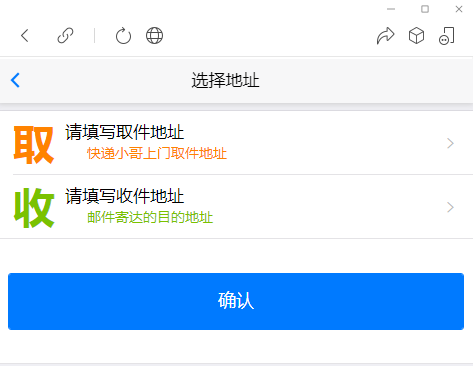 选择地址
取
请填写取件地址
快递小哥上门取件地址
收
请填写收件地址
邮件寄达的目的地址
确认